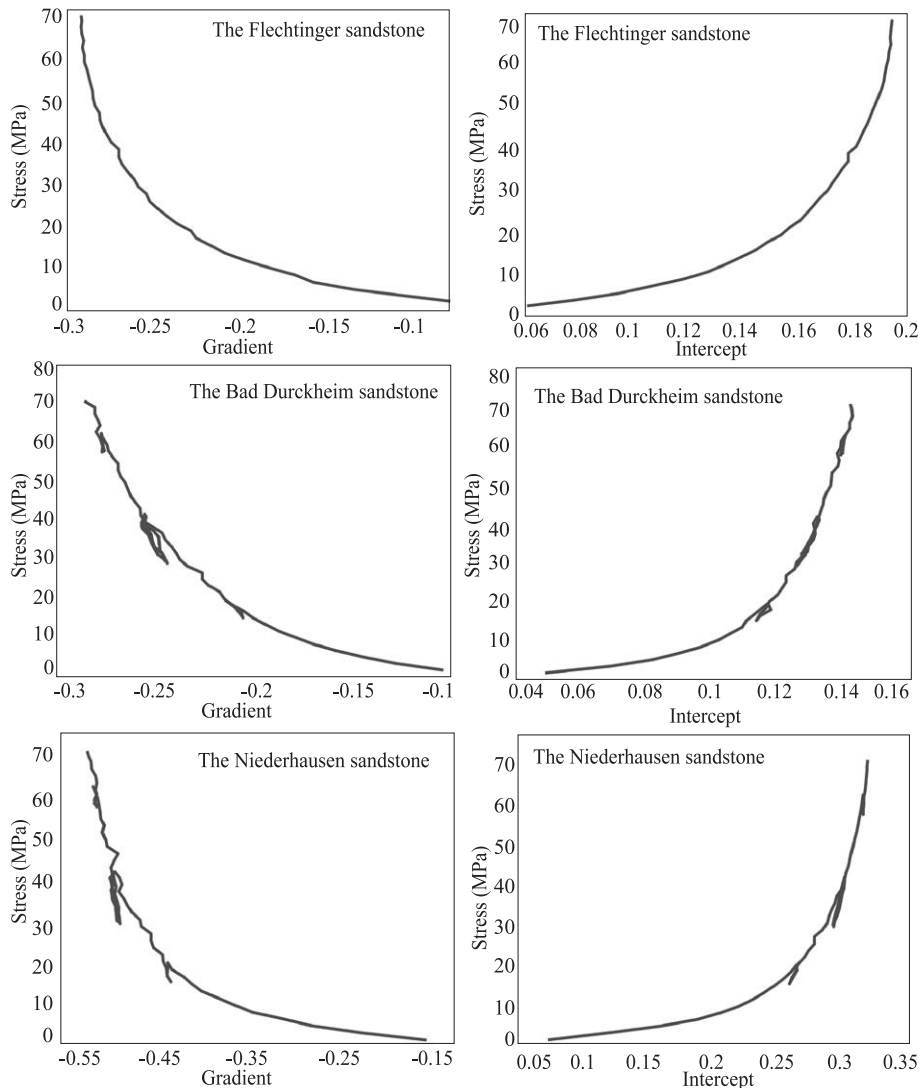 The Flechtinger sandstone
Stress (MPa)
70
60
50
40
30
20
10
0
-0.3 -0.25 -0.2 -0.15 -0.1
Gradient
The Flechtinger sandstone
Stress (MPa)
70
60
50
40
30
20
10
0
0.06 0.1 0.12 0.14 0.16 0.18 0.2
Intercept
The Bad Durckheim sandstone
Stress (MPa)
80
70
60
50
40
30
20
10
0
-0.3 -0.25 -0.2 -0.15 -0.1
Gradient
The Bad Durckheim sandstone
Stress (MPa)
80
70
60
50
40
30
20
10
0
0.04 0.06 0.08 0.1 0.12 0.14 0.16
Intercept
The Niederhausen sandstone
Stress (MPa)
70
60
50
40
30
20
10
0
-0.55 -0.45 -0.35 -0.25 -0.15
Gradient
The Niederhausen sandstone
Stress (MPa)
70
60
50
40
30
20
10
0
0.05 0.1 0.15 0.2 0.25 0.3 0.35
Intercept